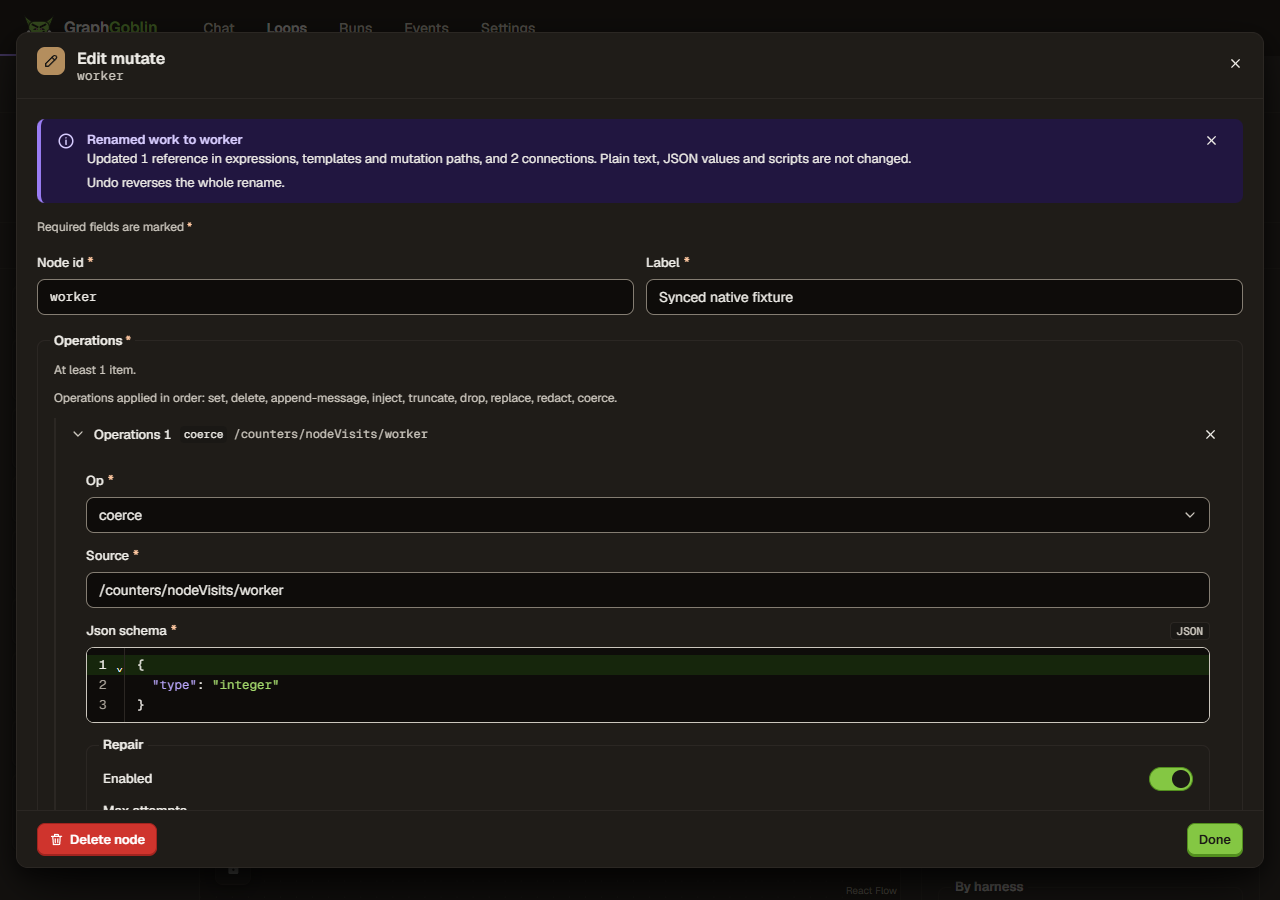 GraphGoblin Chat Loops Runs Events Settings
Edit mutate
worker
Renamed work to worker
Updated 1 reference in expressions, templates and mutation paths, and 2 connections. Plain text, JSON values and scripts are not changed.
Undo reverses the whole rename.
Required fields are marked *
Node id * Label *
worker Synced native fixture
Operations *
At least 1 item.
Operations applied in order: set, delete, append-message, inject, truncate, drop, replace, redact, coerce.
Operations 1 coerce /counters/nodeVisits/worker
Op *
coerce
Source *
/counters/nodeVisits/worker
Json schema * JSON
1 {
2 "type": "integer"
3 }
Repair
Enabled
Max attempts
Delete node Done
React Flow By harness